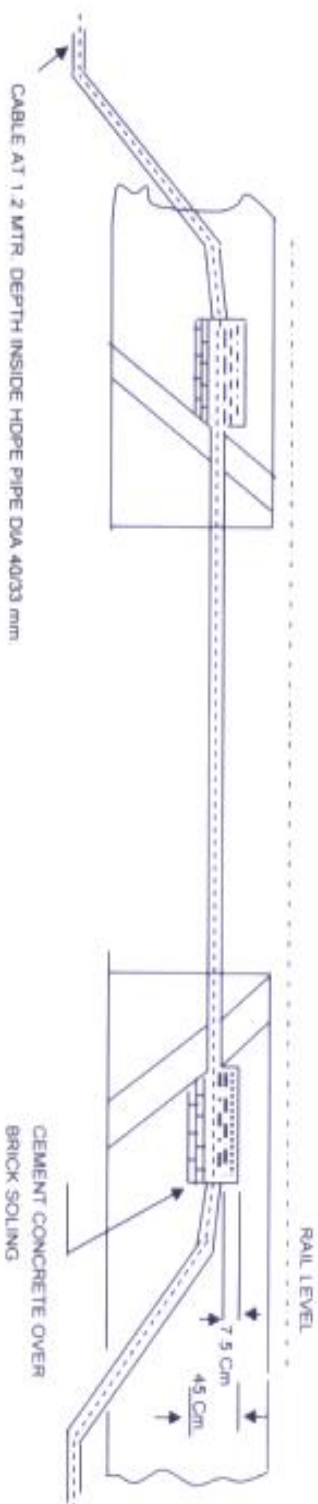 RAIL LEVEL
7.5 Cm
45 Cm
CEMENT CONCRETE OVER
BRICK SOLING
CABLE AT 1.2 MTR. DEPTH INSIDE HDPE PIPE DIA 40/33 mm.